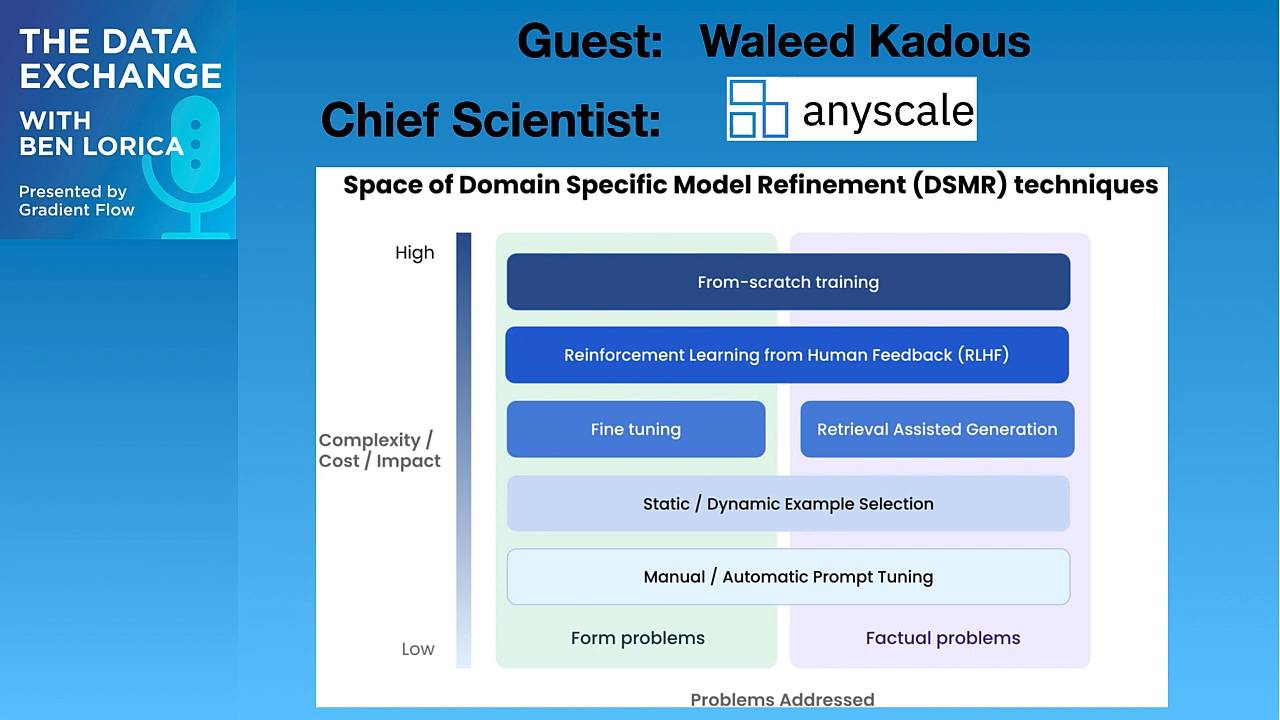 THE DATA
EXCHANGE
WITH
BEN LORICA
Presented by
Gradient Flow
Guest: Waleed Kadous
Chief Scientist: anyscale
Space of Domain Specific Model Refinement (DSMR) techniques
High
From-scratch training
Reinforcement Learning from Human Feedback (RLHF)
Fine tuning
Retrieval Assisted Generation
Complexity /
Cost / Impact
Static / Dynamic Example Selection
Manual / Automatic Prompt Tuning
Form problems
Factual problems
Low
Problems Addressed